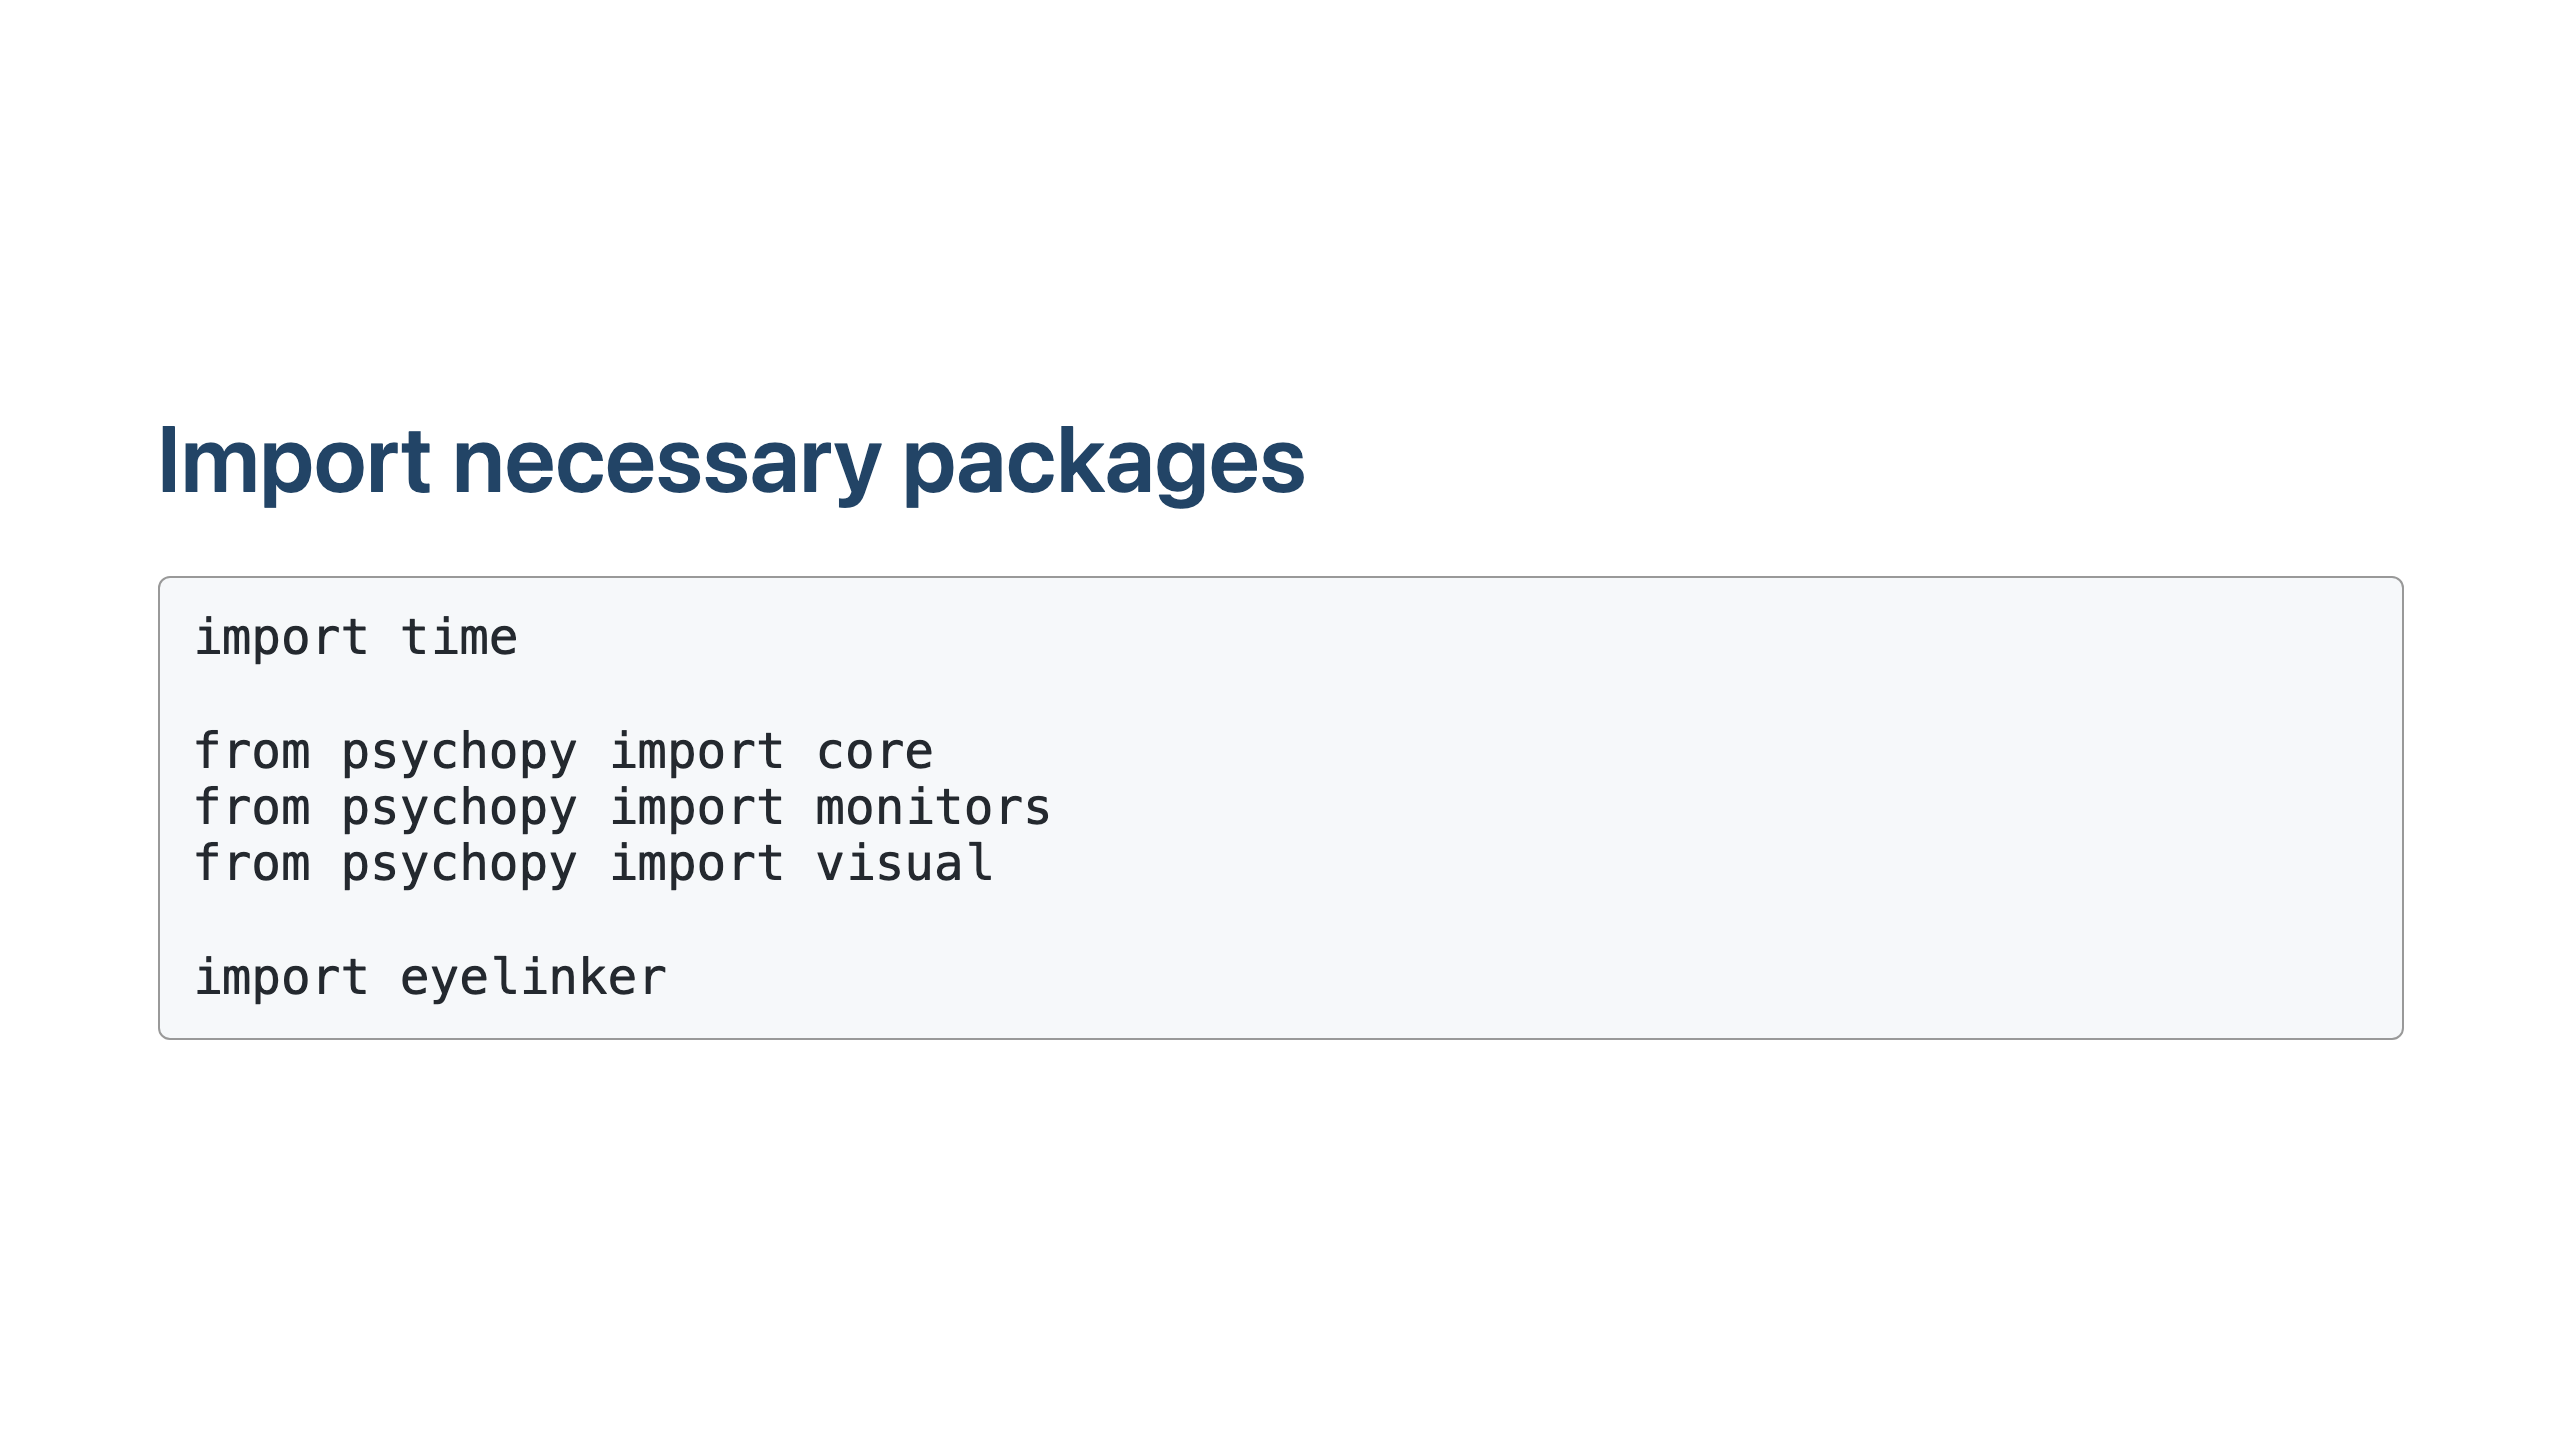 Import necessary packages
import time
from psychopy import core
from psychopy import monitors
from psychopy import visual
import eyelinker